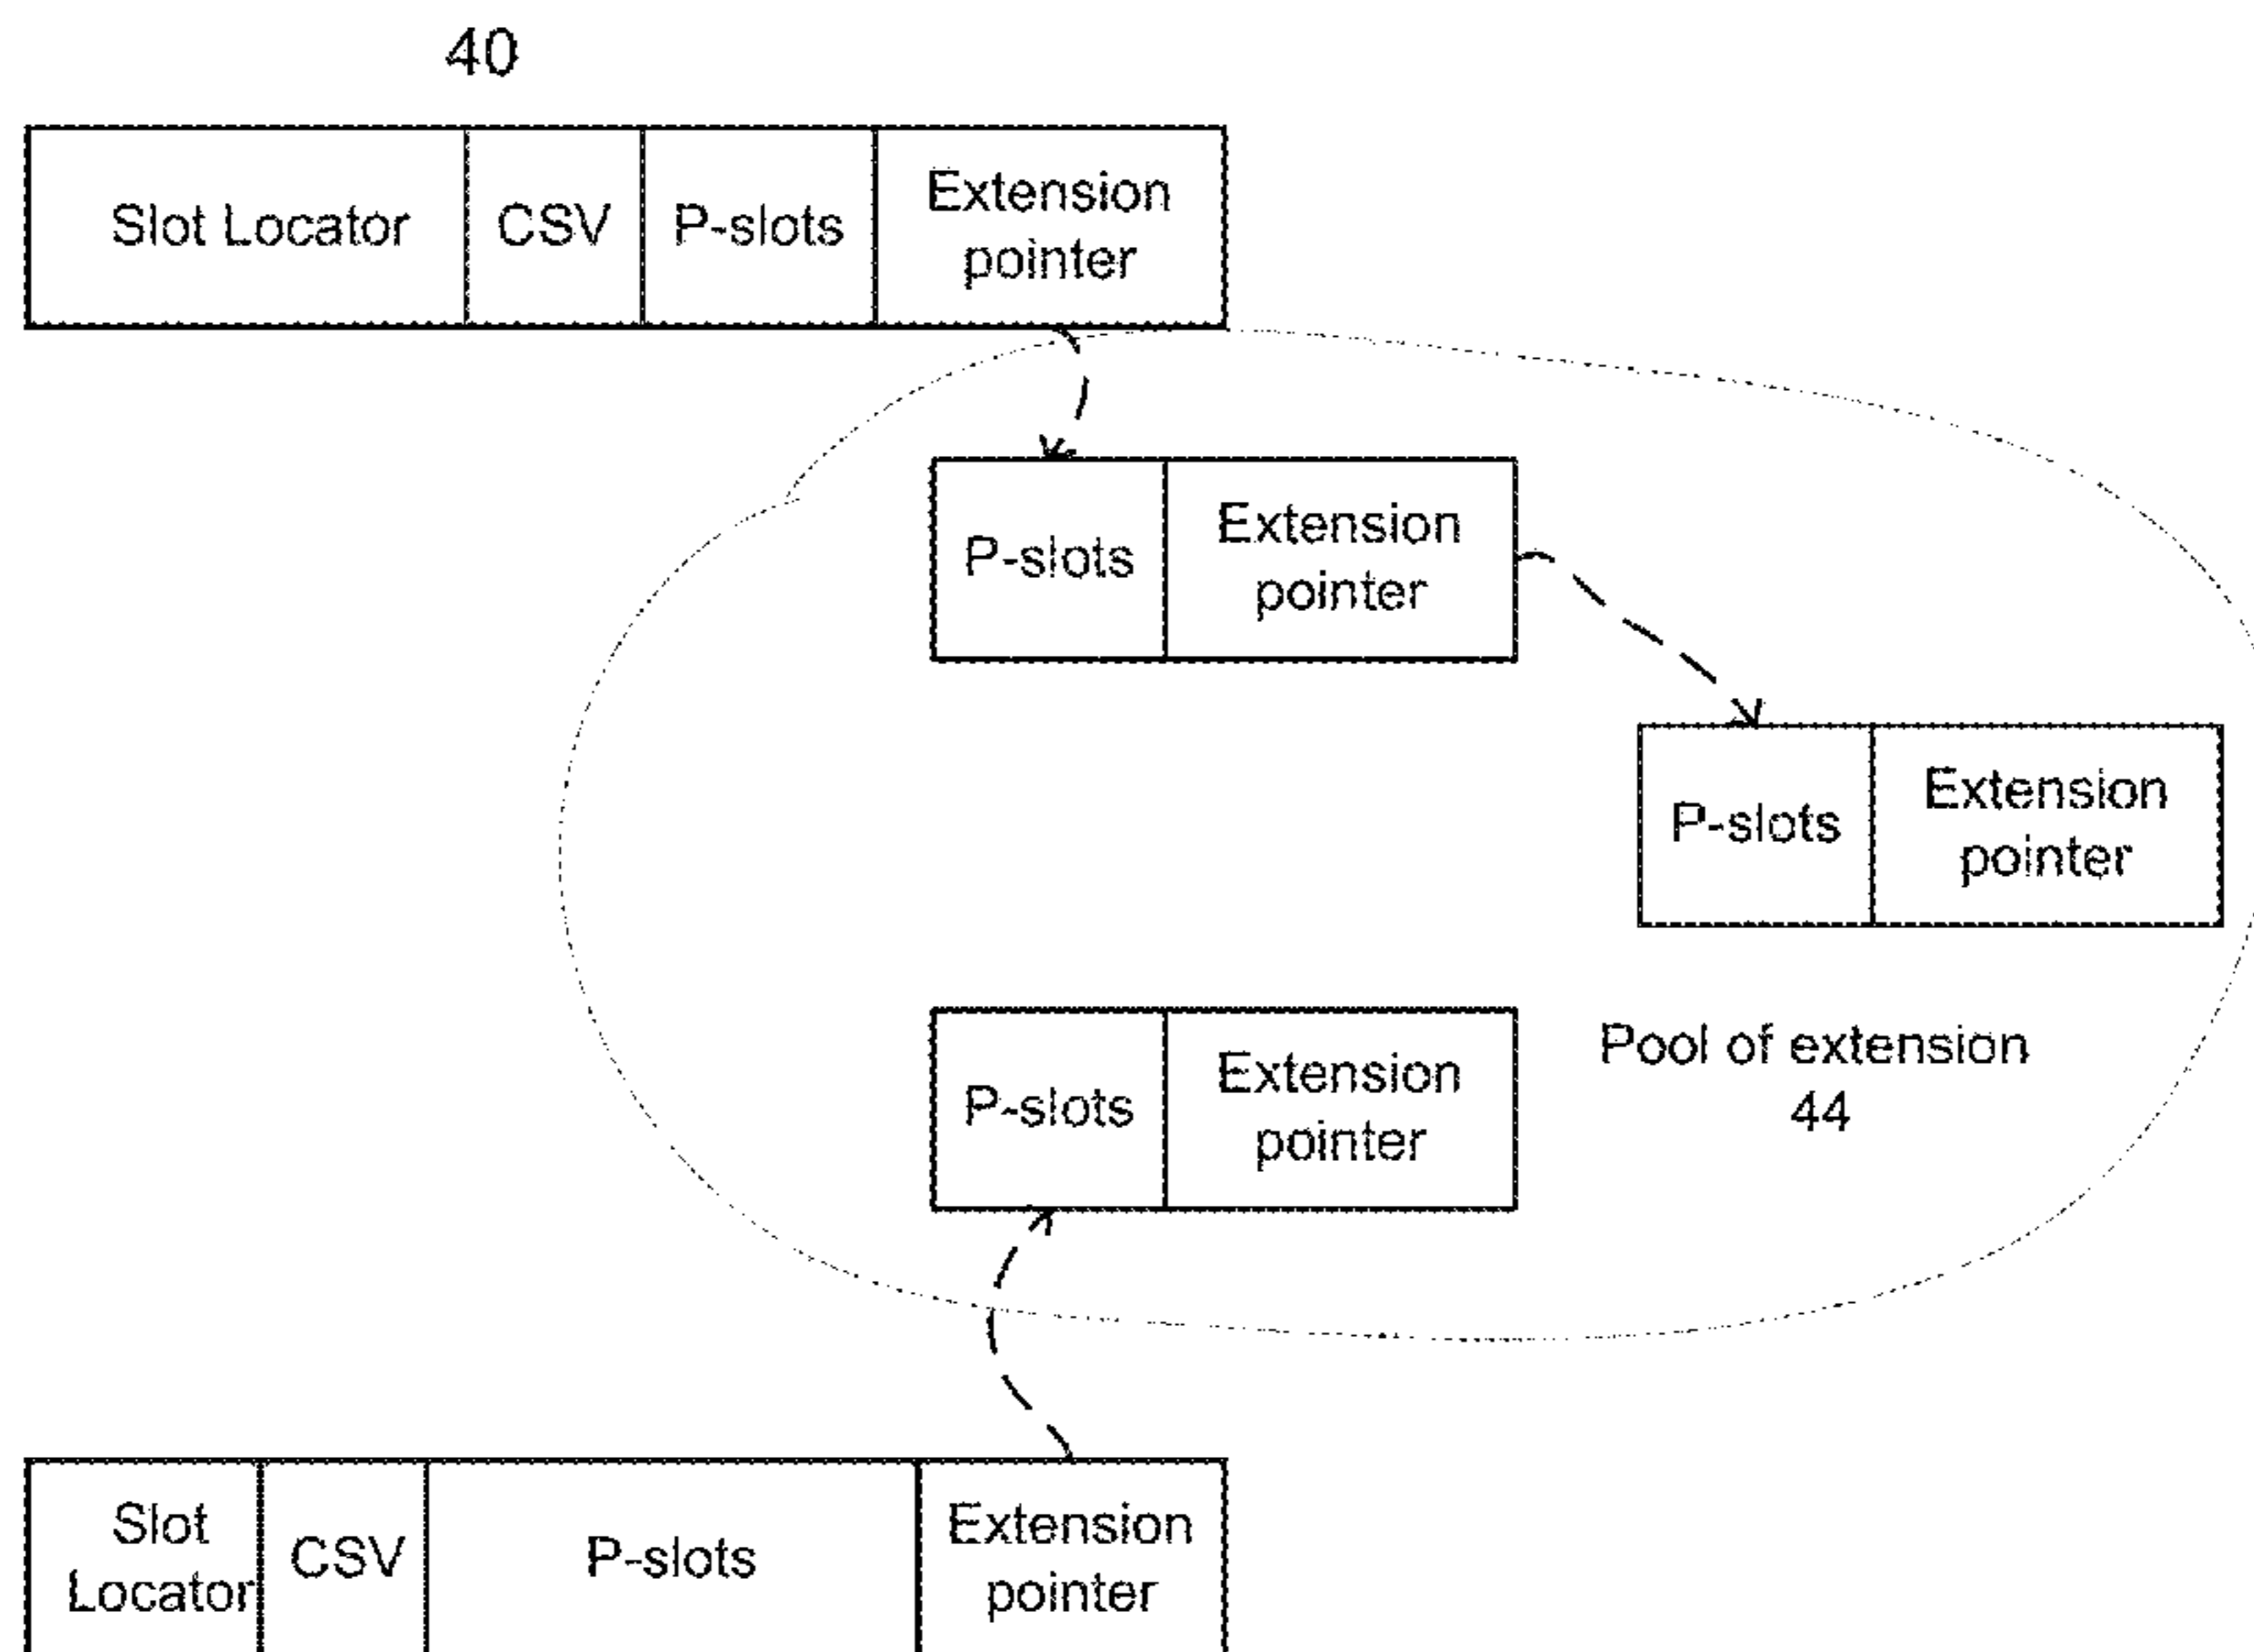 40
Slot Locator
CSV
P-slots
Extension
pointer
P-slots
Extension
pointer
P-slots
Extension
pointer
P-slots
Extension
pointer
Pool of extension
44
Slot
Locator
CSV
P-slots
Extension
pointer